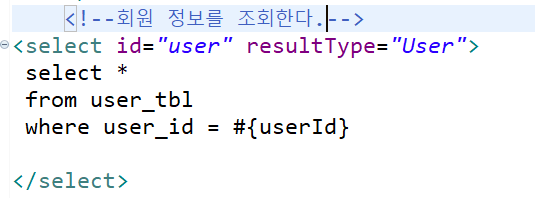 <!--회원 정보를 조회한다.-->
<select id="user" resultType="User">
select *
from user_tbl
where user_id = #{userId}
</select>